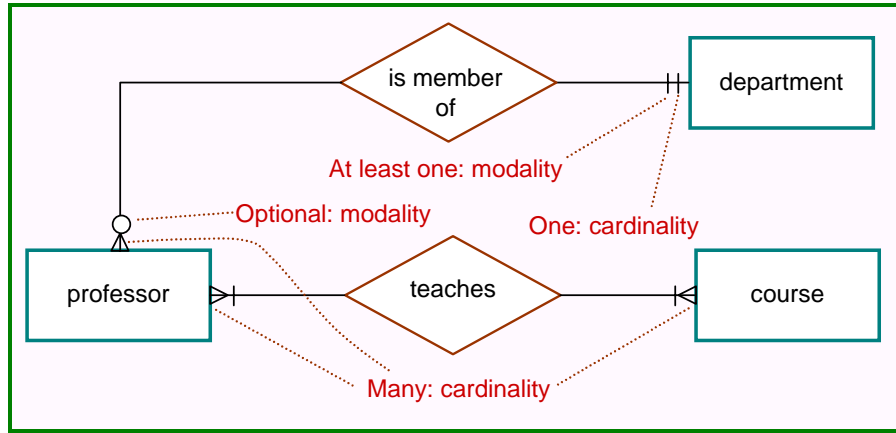 is member
of
department
At least one: modality
Optional: modality
One: cardinality
professor
teaches
course
Many: cardinality